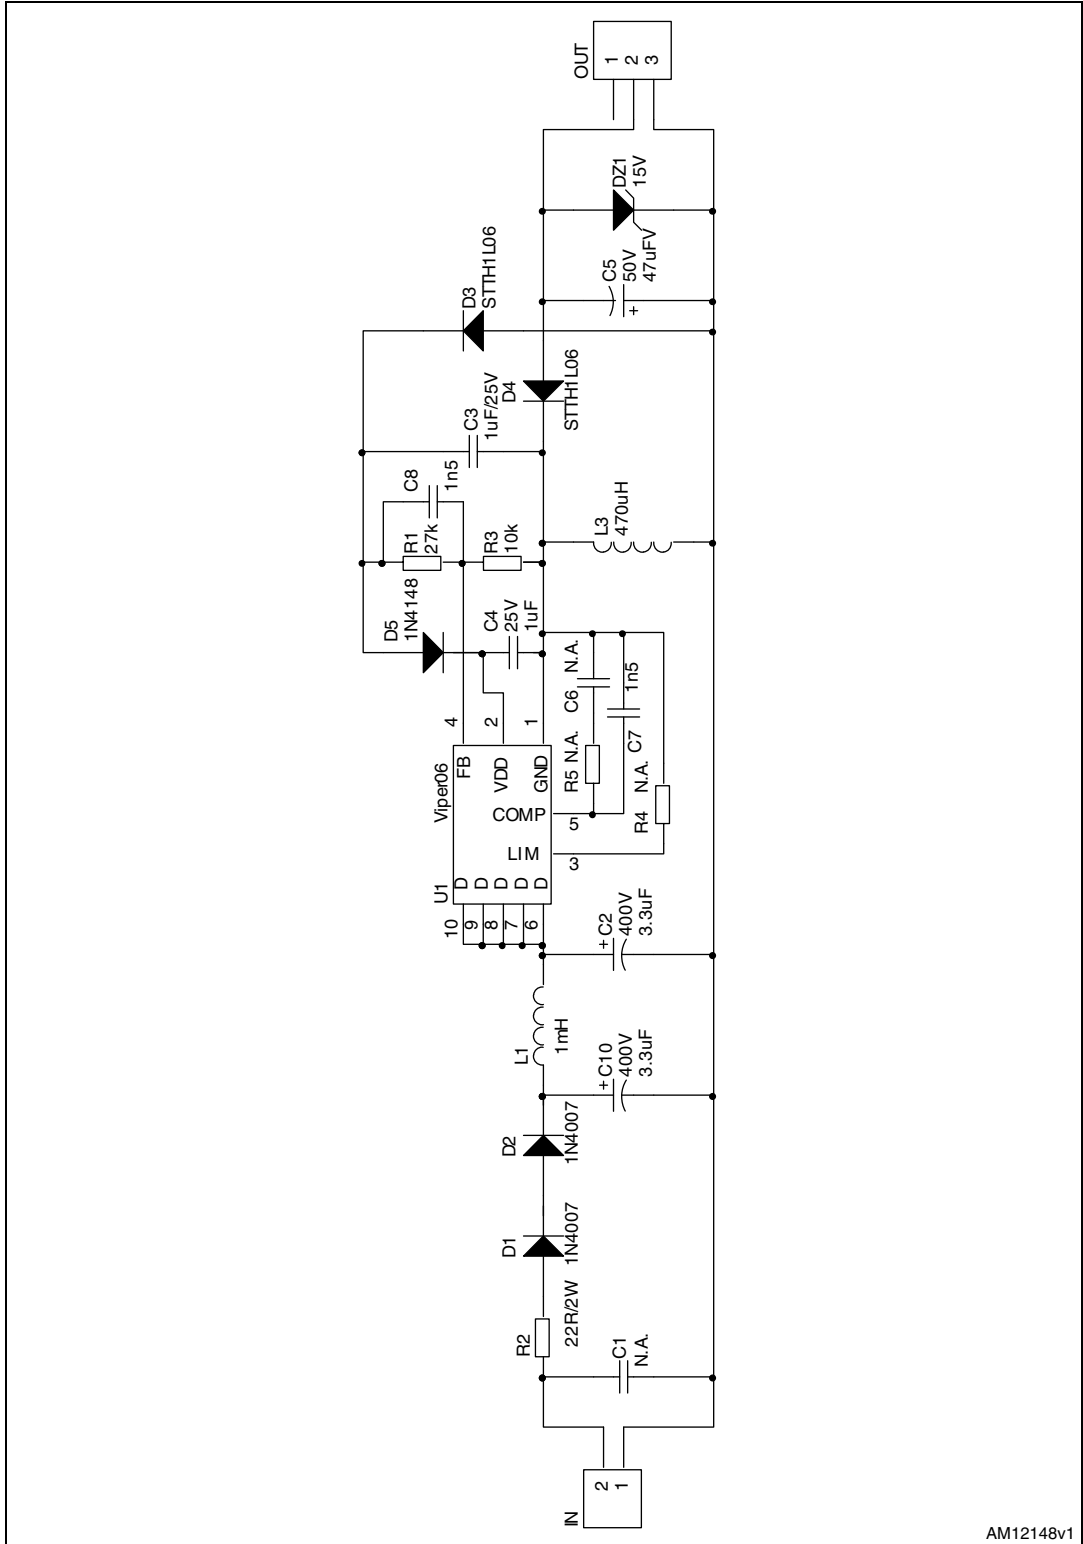 IN
2
1
C1
N.A.
R2
22R/2W
D1
1N4007
D2
1N4007
+ C10
400V
3.3uF
L1
1mH
+ C2
400V
3.3uF
U1
Viper06
10
9
8
7
6
D
D
D
D
D
LIM
COMP
FB
VDD
GND
3
5
4
2
1
R4
N.A.
R5
N.A.
C6
N.A.
C7
1n5
D5
1N4148
C4
25V
1uF
R1
27k
R3
10k
C8
1n5
L3
470uH
C3
1uF/25V
D4
STTH1L06
D3
STTH1L06
C5
50V
47uFV
+
DZ1
15V
OUT
1
2
3
AM12148v1